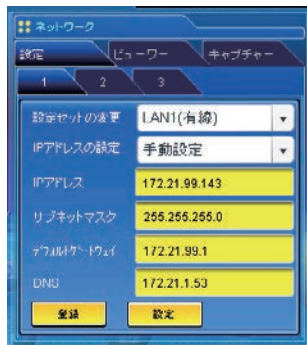 ネットワーク
設定 ビューワー キャプチャー
1 2 3
設定セットの変更 LAN1(有線)
IPアドレスの設定 手動設定
IPアドレス 172.21.99.143
サブネットマスク 255.255.255.0
デフォルトゲートウェイ 172.21.99.1
DNS 172.21.1.53
登録 設定